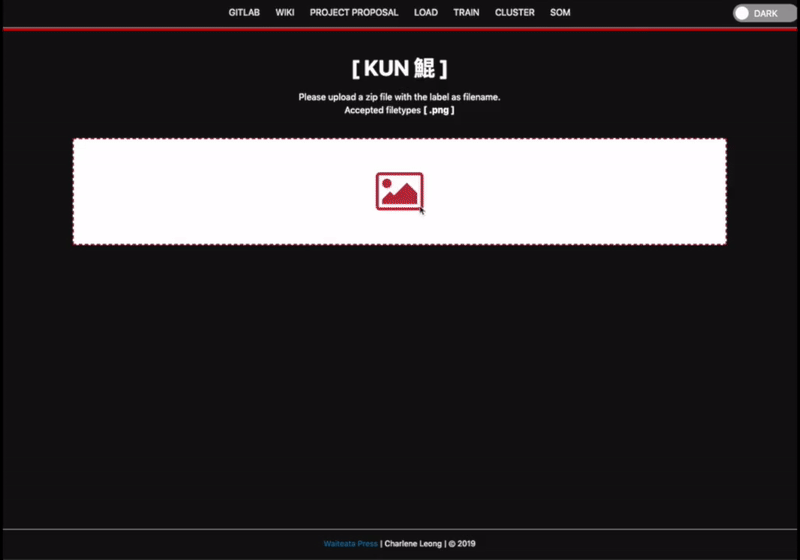 GITLAB WIKI PROJECT PROPOSAL LOAD TRAIN CLUSTER SOM DARK
[ KUN 鯤 ]
Please upload a zip file with the label as filename.
Accepted filetypes [ .png ]
Waiteata Press | Charlene Leong | © 2019